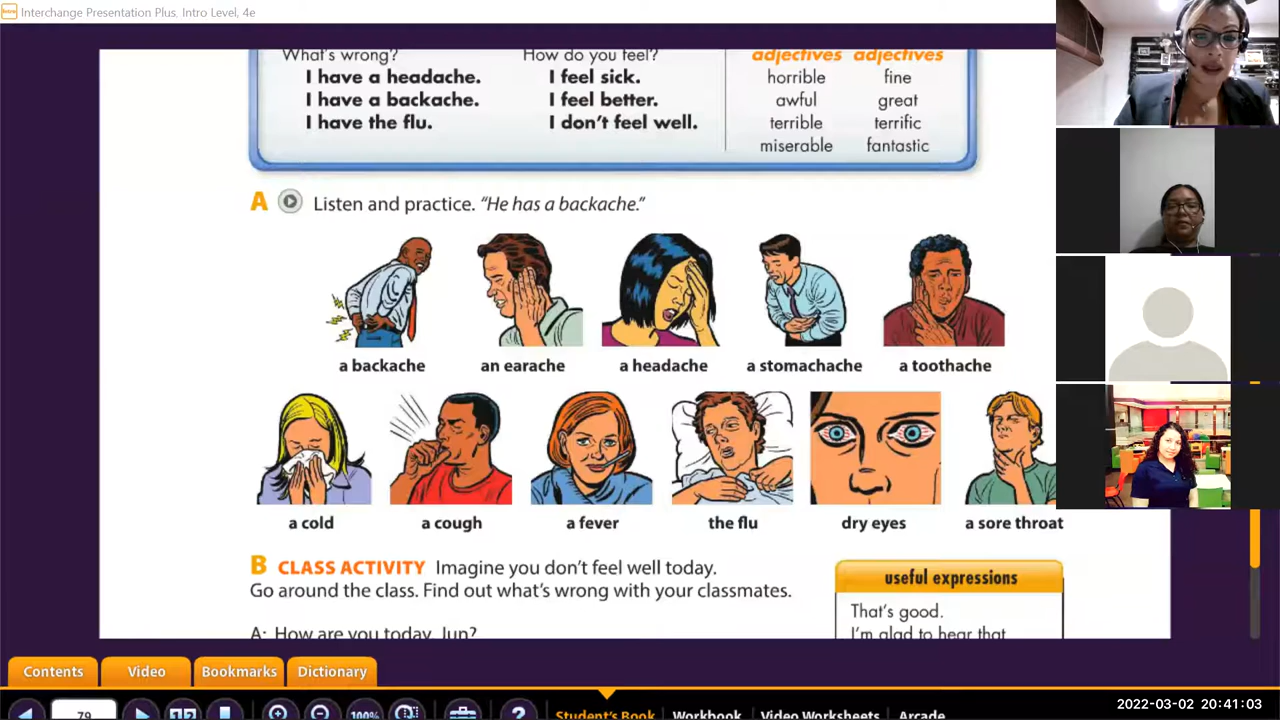 Interchange Presentation Plus, Intro Level, 4e
What's wrong? How do you feel? adjectives adjectives
I have a headache. I feel sick. horrible fine
I have a backache. I feel better. awful great
I have the flu. I don't feel well. terrible terrific
miserable fantastic
A Listen and practice. "He has a backache."
a backache an earache a headache a stomachache a toothache
a cold a cough a fever the flu dry eyes a sore throat
B CLASS ACTIVITY Imagine you don't feel well today.
Go around the class. Find out what's wrong with your classmates.
A: How are you today, Jun?
useful expressions
That's good.
I'm glad to hear that
Contents Video Bookmarks Dictionary
79 100% Student's Book Workbook Video Worksheets Arcade
2022-03-02 20:41:03